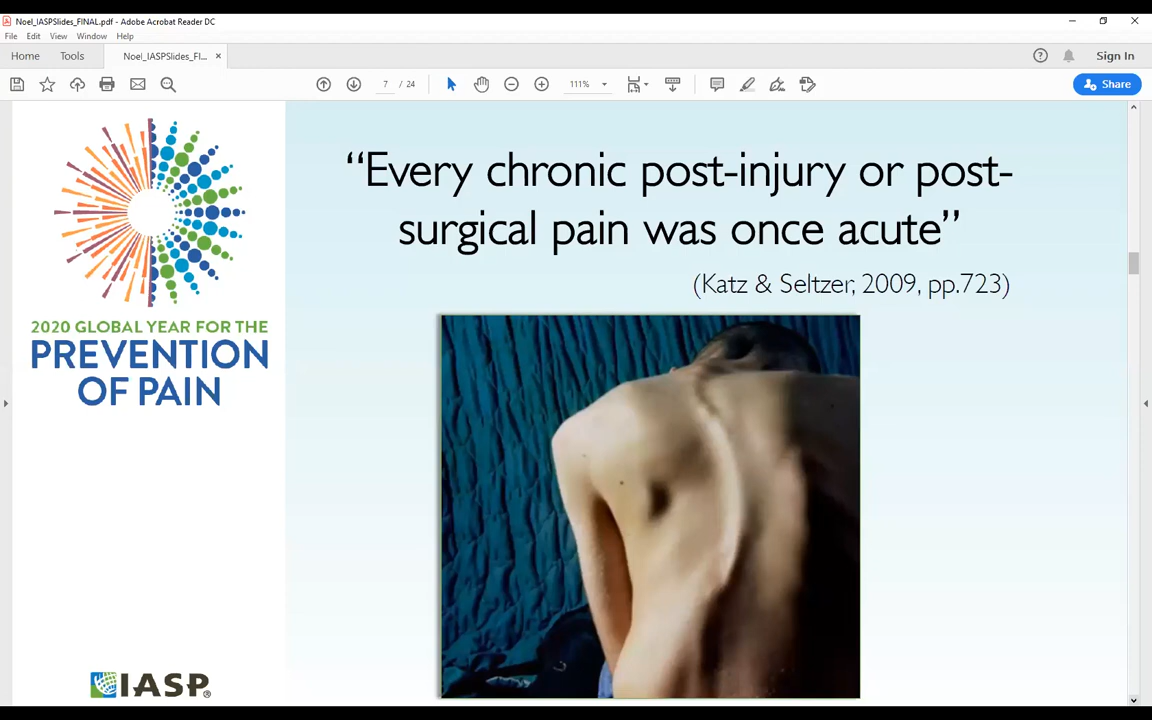 Noel_IASPSlides_FINAL.pdf - Adobe Acrobat Reader DC
File Edit View Window Help
Home Tools Noel_IASPSlides_Fl... × Sign In
7 / 24 111% Share
“Every chronic post-injury or post-
surgical pain was once acute”
(Katz & Seltzer, 2009, pp.723)
2020 GLOBAL YEAR FOR THE
PREVENTION
OF PAIN
IASP®